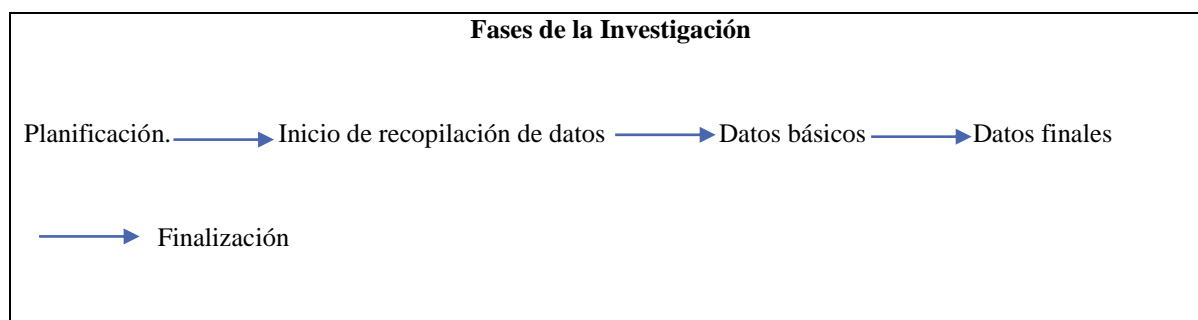 Fases de la Investigación
Planificación. Inicio de recopilación de datos Datos básicos Datos finales
Finalización